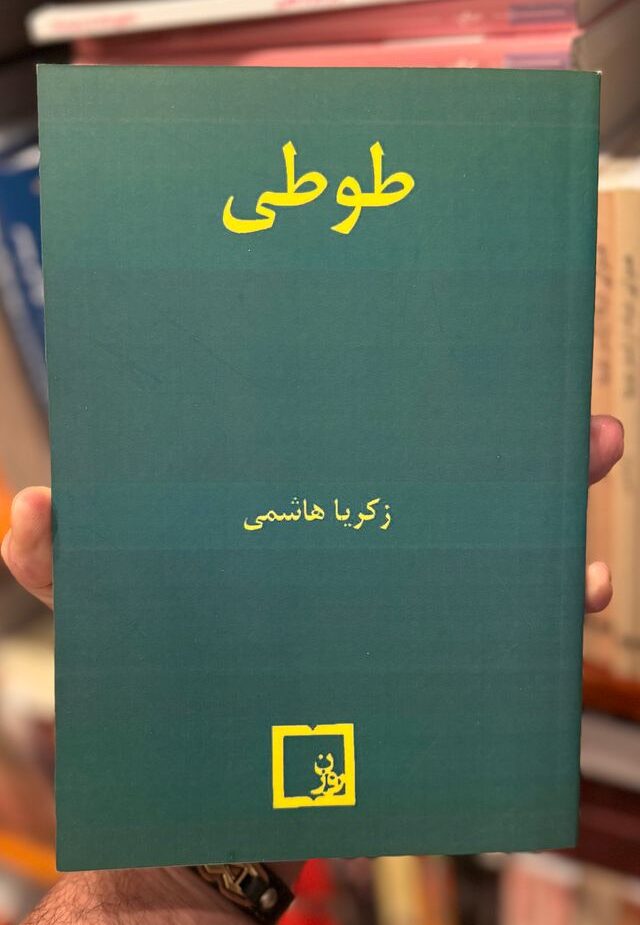 طوطی
زکریا هاشمی
روزن